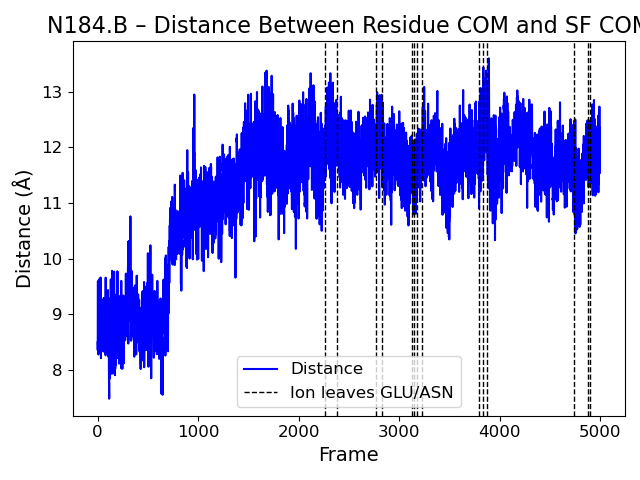 N184.B – Distance Between Residue COM and SF COM
13
12
11
10
9
8
Distance (Å)
Distance
Ion leaves GLU/ASN
0 1000 2000 3000 4000 5000
Frame